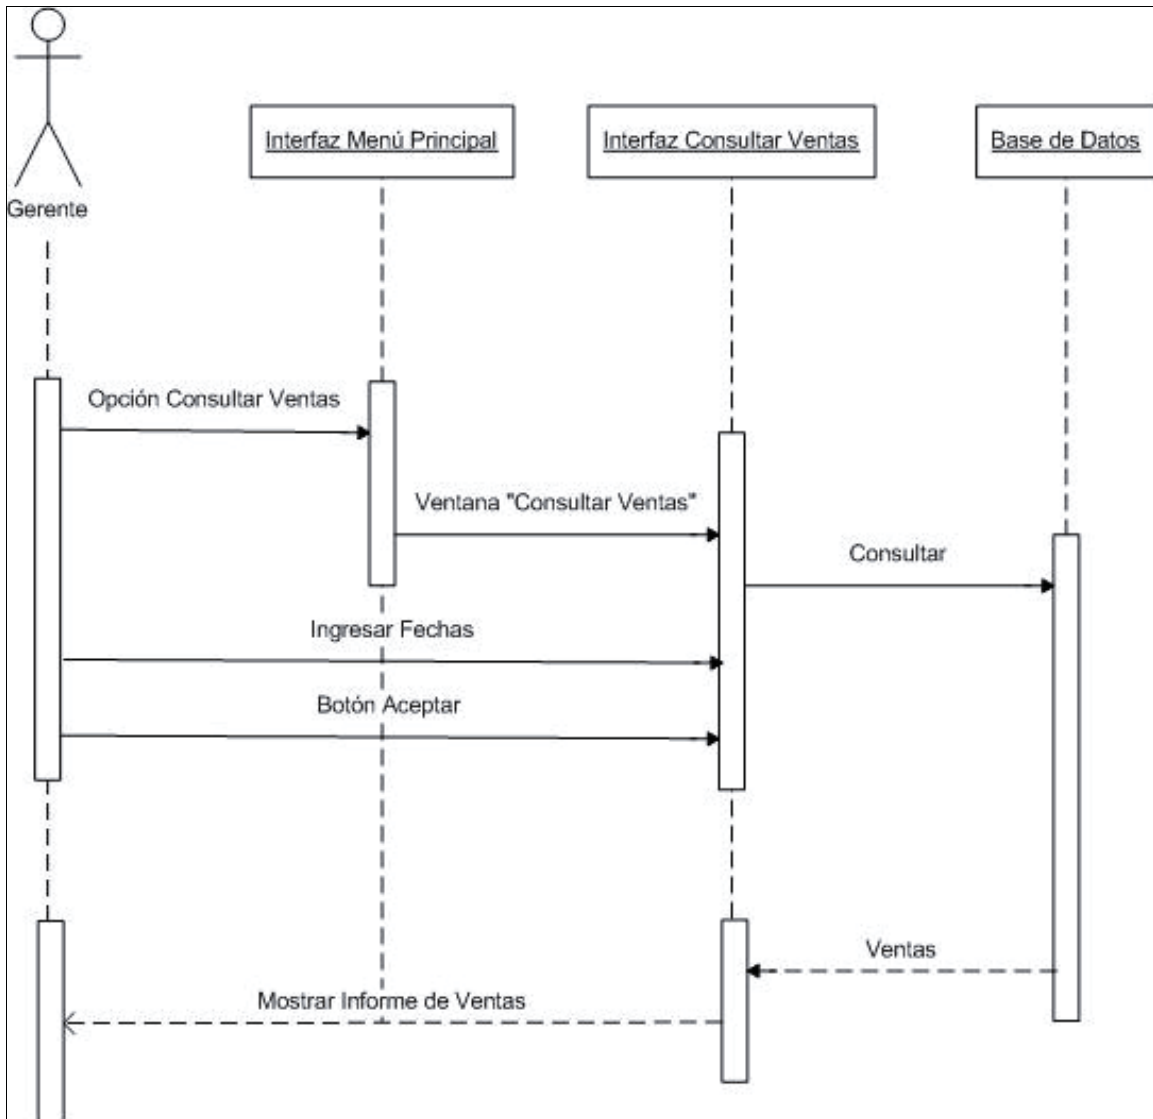 Gerente
Interfaz Menú Principal
Interfaz Consultar Ventas
Base de Datos
Opción Consultar Ventas
Ventana "Consultar Ventas"
Consultar
Ingresar Fechas
Botón Aceptar
Ventas
Mostrar Informe de Ventas